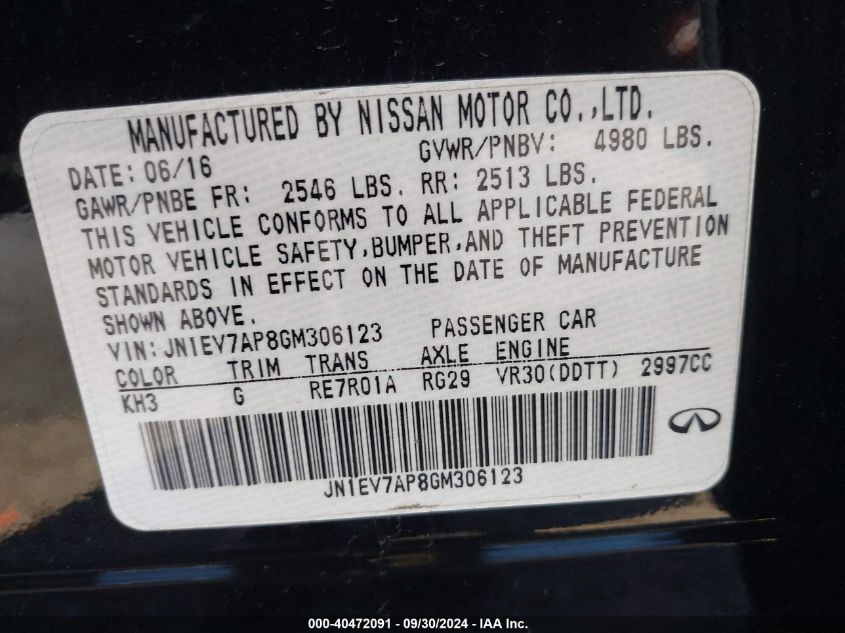 MANUFACTURED BY NISSAN MOTOR CO.,LTD.
DATE: 06/16 GVWR/PNBV: 4980 LBS.
GAWR/PNBE FR: 2546 LBS. RR: 2513 LBS.
THIS VEHICLE CONFORMS TO ALL APPLICABLE FEDERAL
MOTOR VEHICLE SAFETY,BUMPER,AND THEFT PREVENTION
STANDARDS IN EFFECT ON THE DATE OF MANUFACTURE
SHOWN ABOVE.
VIN: JN1EV7AP8GM306123 PASSENGER CAR
COLOR TRIM TRANS AXLE ENGINE
KH3 G RE7R01A RG29 VR30(DDTT) 2997CC
JN1EV7AP8GM306123
000-40472091 - 09/30/2024 - IAAI.com